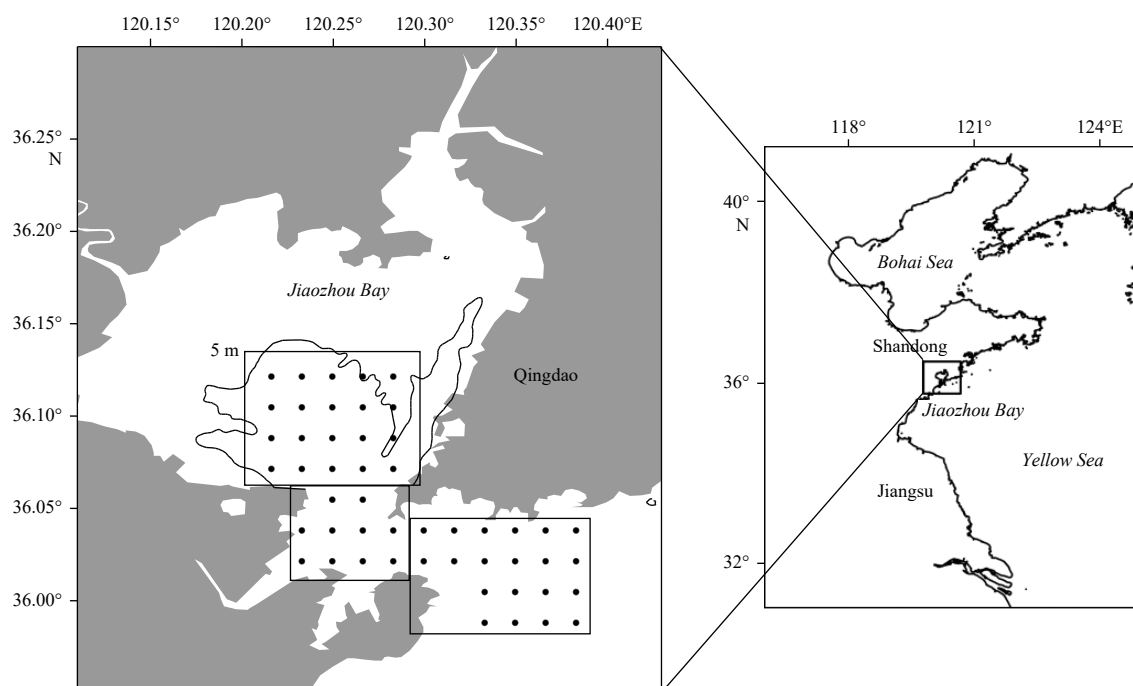 120.15° 120.20° 120.25° 120.30° 120.35° 120.40°E
36.25°
N
36.20°
36.15°
36.10°
36.05°
36.00°
Jiaozhou Bay
5 m
Qingdao
118° 121° 124°E
40°
N
36°
32°
Bohai Sea
Shandong
Jiaozhou Bay
Yellow Sea
Jiangsu